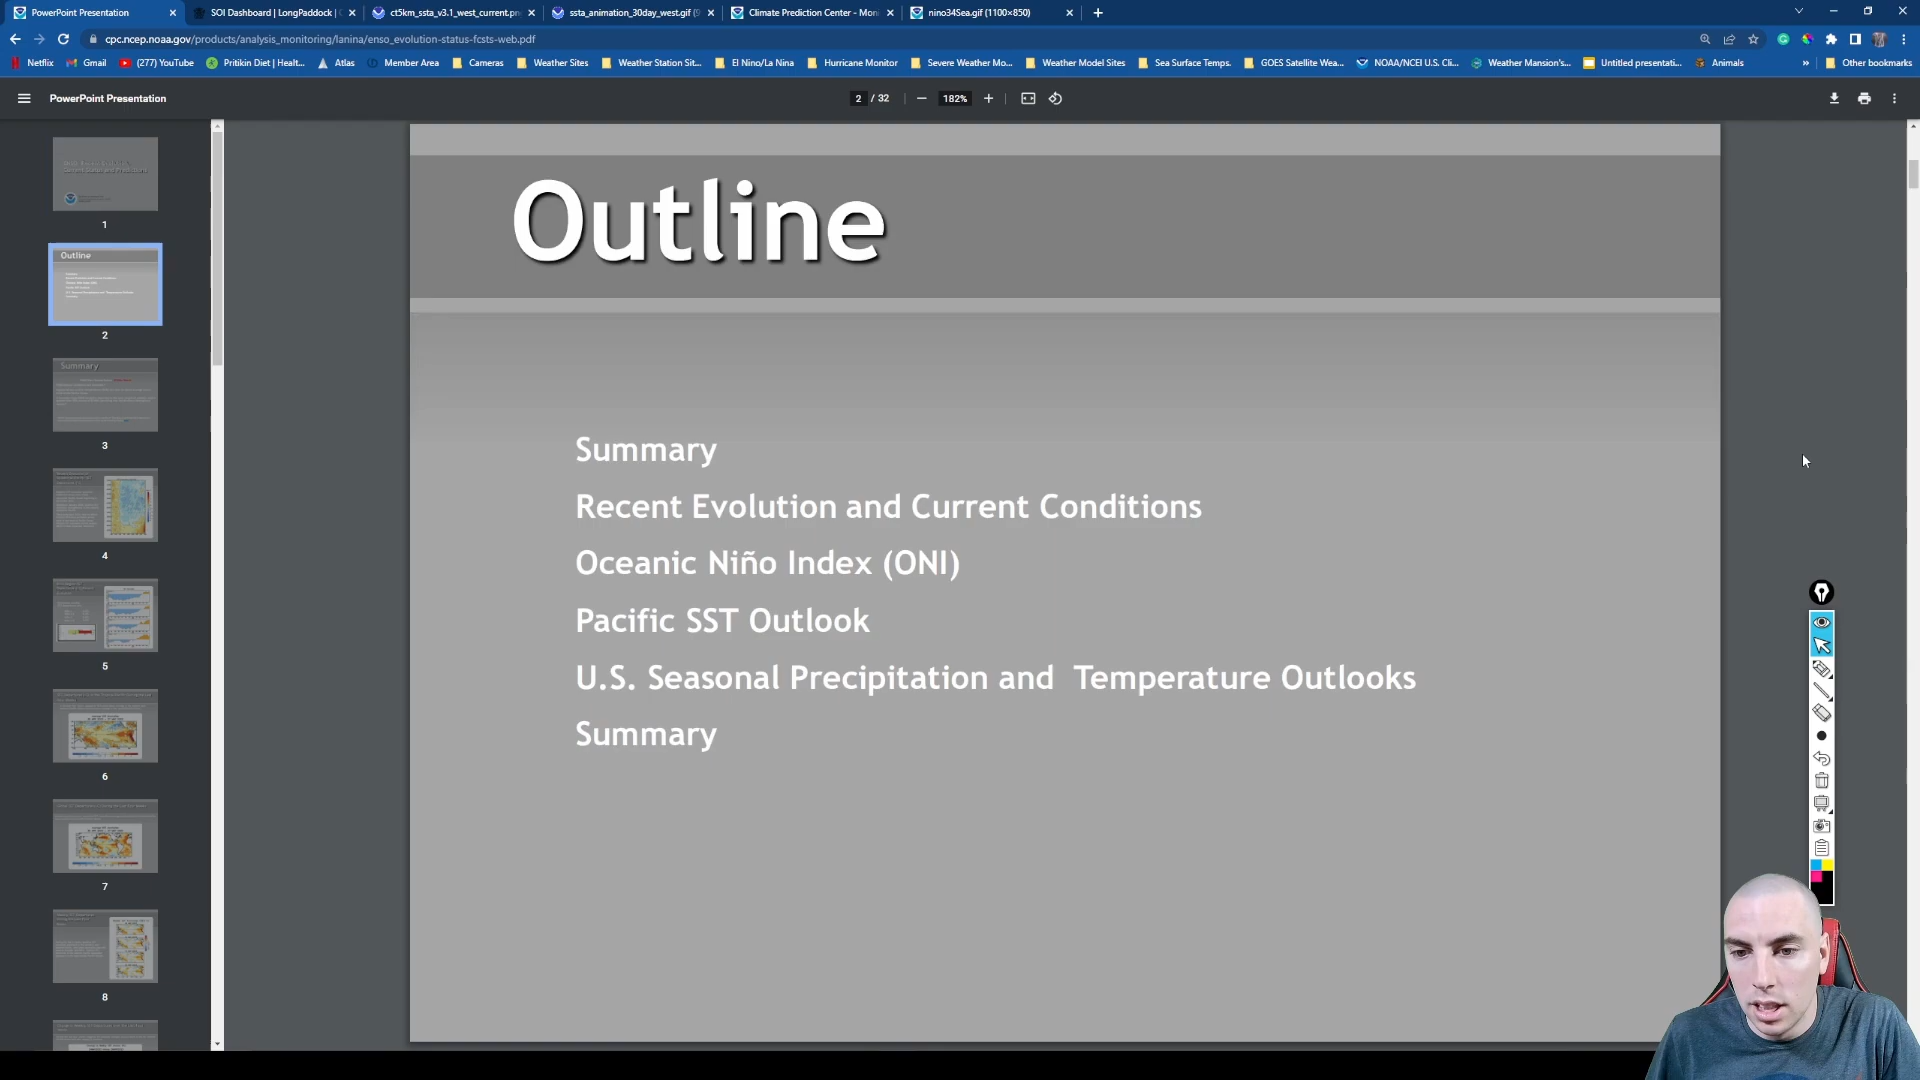 PowerPoint Presentation
SOI Dashboard | LongPaddock | 
ct5km_ssta_v3.1_west_current.pn
ssta_animation_30day_west.gif (9
Climate Prediction Center - Moni
nino34Sea.gif (1100×850)
cpc.ncep.noaa.gov/products/analysis_monitoring/lanina/enso_evolution-status-fcsts-web.pdf
Netflix
Gmail
(277) YouTube
Pritikin Diet | Healt...
Atlas
Member Area
Cameras
Weather Sites
Weather Station Sit...
El Nino/La Nina
Hurricane Monitor
Severe Weather Mo...
Weather Model Sites
Sea Surface Temps.
GOES Satellite Wea...
NOAA/NCEI U.S. Cli...
Weather Mansion's...
Untitled presentati...
Animals
»
Other bookmarks
PowerPoint Presentation
2 / 32
182%
1
Outline
2
Summary
3
4
5
6
7
8
Outline
Summary
Recent Evolution and Current Conditions
Oceanic Niño Index (ONI)
Pacific SST Outlook
U.S. Seasonal Precipitation and Temperature Outlooks
Summary